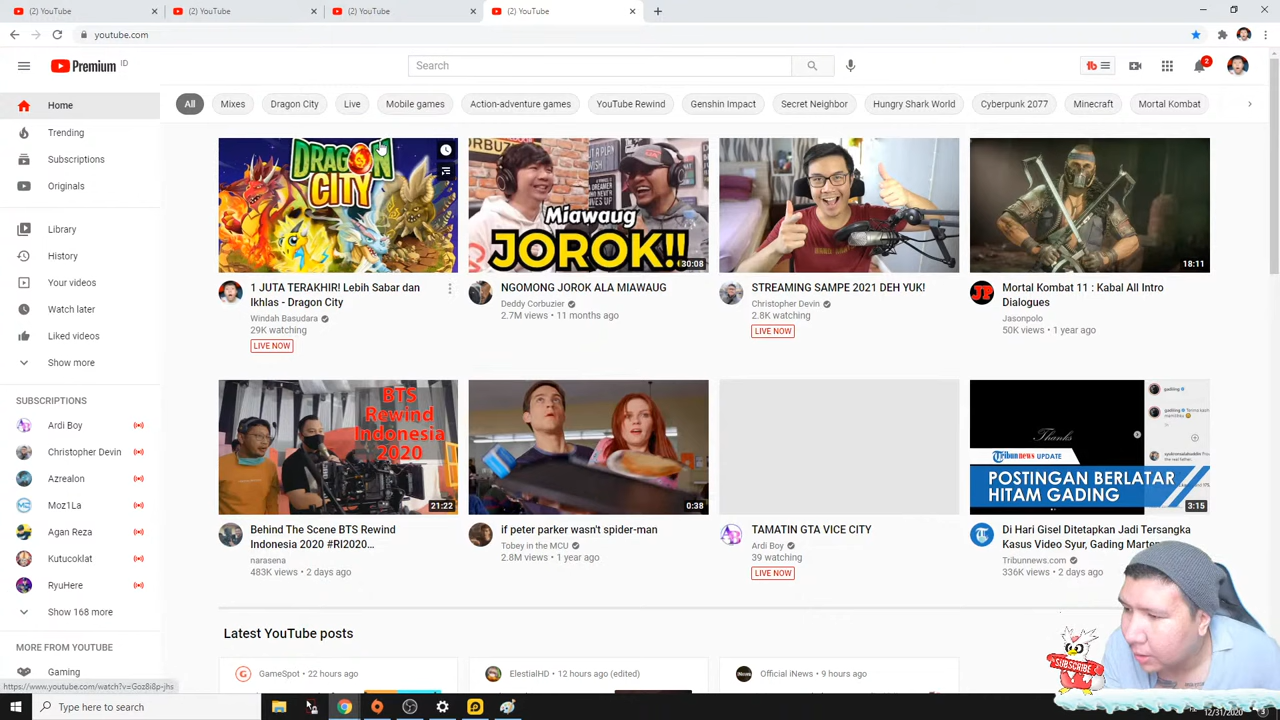 (2) YouTube
(2) YouTube
(2) YouTube
(2) YouTube
youtube.com
Premium ID
Search
2
Home
Trending
Subscriptions
Originals
Library
History
Your videos
Watch later
Liked videos
Show more
SUBSCRIPTIONS
Ardi Boy
Christopher Devin
Azrealon
Moz1La
Agan Reza
Kutucoklat
RyuHere
Show 168 more
MORE FROM YOUTUBE
Gaming
All
Mixes
Dragon City
Live
Mobile games
Action-adventure games
YouTube Rewind
Genshin Impact
Secret Neighbor
Hungry Shark World
Cyberpunk 2077
Minecraft
Mortal Kombat
DRAGON
CITY
1 JUTA TERAKHIR! Lebih Sabar dan
Ikhlas - Dragon City
Windah Basudara
29K watching
LIVE NOW
Miawaug
JOROK!!
30:08
NGOMONG JOROK ALA MIAWAUG
Deddy Corbuzier
2.7M views • 11 months ago
STREAMING SAMPE 2021 DEH YUK!
Christopher Devin
2.8K watching
LIVE NOW
18:11
Mortal Kombat 11 : Kabal All Intro
Dialogues
Jasonpolo
50K views • 1 year ago
BTS
Rewind
Indonesia
2020
21:22
Behind The Scene BTS Rewind
Indonesia 2020 #RI2020...
narasena
483K views • 2 days ago
0:38
if peter parker wasn't spider-man
Tobey in the MCU
2.8M views • 1 year ago
TAMATIN GTA VICE CITY
Ardi Boy
39 watching
LIVE NOW
Thanks
gading
Tribunnews UPDATE
POSTINGAN BERLATAR
HITAM GADING
3:15
Di Hari Gisel Ditetapkan Jadi Tersangka
Kasus Video Syur, Gading Marten
Tribunnews.com
336K views • 2 days ago
Latest YouTube posts
GameSpot • 22 hours ago
ElestialHD • 12 hours ago (edited)
Official iNews • 9 hours ago
SUBSCRIBE
https://www.youtube.com/watch?v=Goz8i8p-jhs
Type here to search
12/31/2020
3